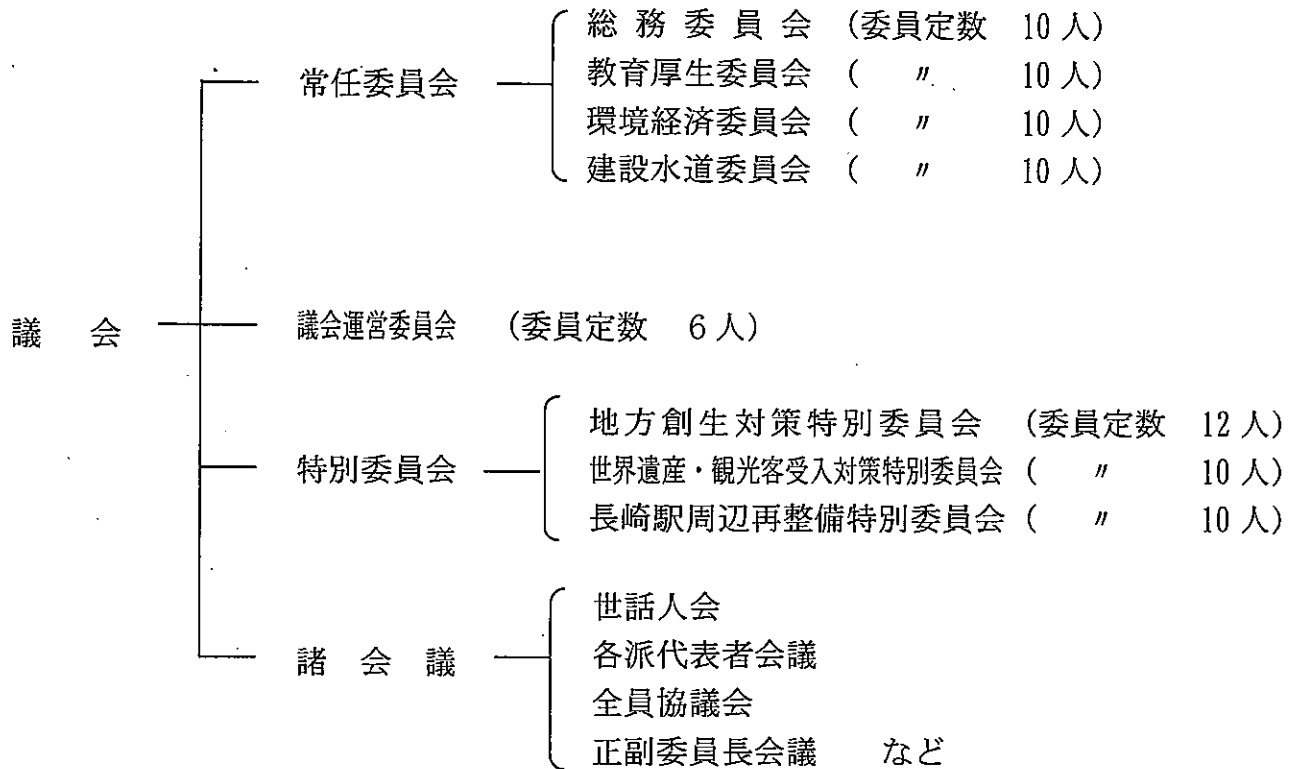 総務委員会 (委員定数 10人)
常任委員会 教育厚生委員会 ( 〃 10人)
環境経済委員会 ( 〃 10人)
建設水道委員会 ( 〃 10人)
議会 議会運営委員会 (委員定数 6人)
地方創生対策特別委員会 (委員定数 12人)
特別委員会 世界遺産・観光客受入対策特別委員会 ( 〃 10人)
長崎駅周辺再整備特別委員会 ( 〃 10人)
世話人会
諸会議 各派代表者会議
全員協議会
正副委員長会議 など